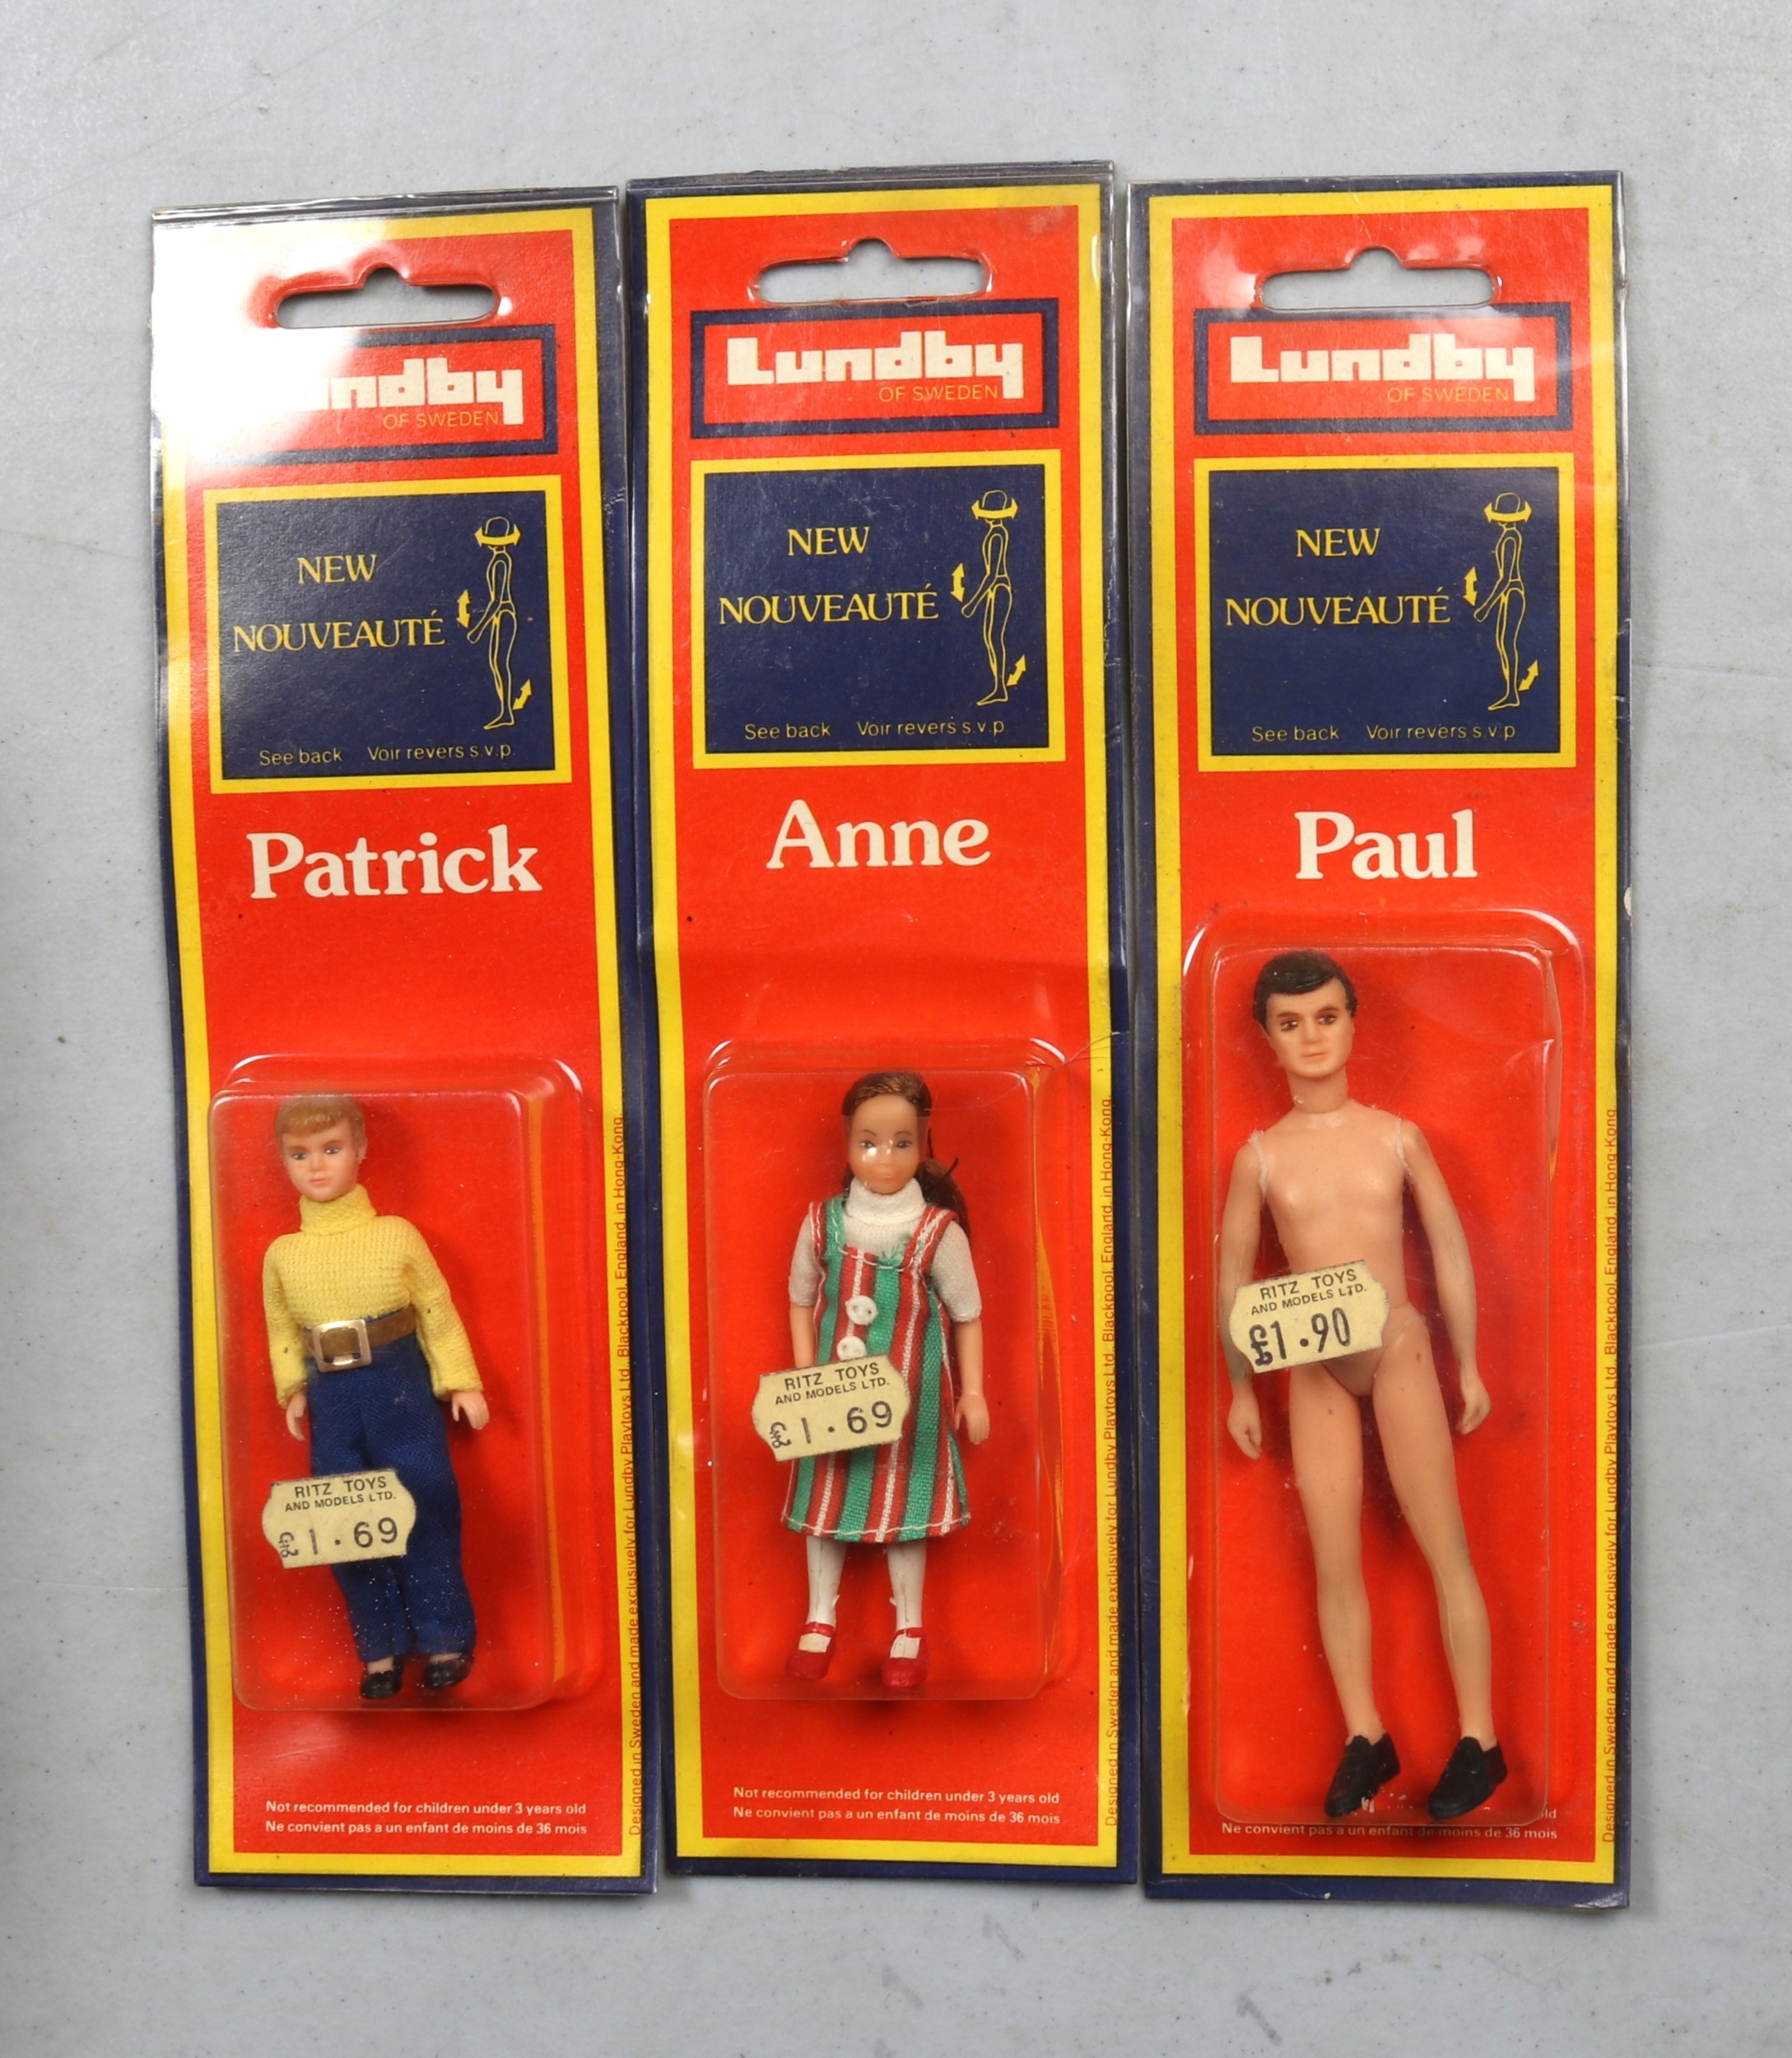 ndby
OF SWEDEN
NEW
NOUVEAUTÉ
See back Voir revers s.v.p.
Patrick
RITZ TOYS
AND MODELS LTD.
£1.69
Not recommended for children under 3 years old
Ne convient pas a un enfant de moins de 36 mois
Designed in Sweden and made exclusively for Lundby Playtoys Ltd., Blackpool, England, in Hong-Kong.
Lundby
OF SWEDEN
NEW
NOUVEAUTÉ
See back Voir revers s.v.p.
Anne
RITZ TOYS
AND MODELS LTD.
£1.69
Not recommended for children under 3 years old
Ne convient pas a un enfant de moins de 36 mois
Designed in Sweden and made exclusively for Lundby Playtoys Ltd., Blackpool, England, in Hong-Kong.
Lundby
OF SWEDEN
NEW
NOUVEAUTÉ
See back Voir revers s.v.p
Paul
RITZ TOYS
AND MODELS LTD.
£1.90
old
Ne convient pas a un enfant de moins de 36 mois
Designed in Sweden and made exclusively for Lundby Playtoys Ltd., Blackpool, England, in Hong-Kong.